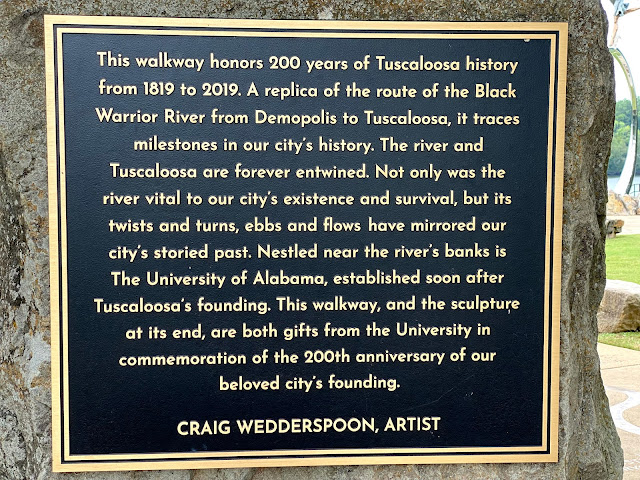 This walkway honors 200 years of Tuscaloosa history
from 1819 to 2019. A replica of the route of the Black
Warrior River from Demopolis to Tuscaloosa, it traces
milestones in our city's history. The river and
Tuscaloosa are forever entwined. Not only was the
river vital to our city's existence and survival, but its
twists and turns, ebbs and flows have mirrored our
city's storied past. Nestled near the river's banks is
The University of Alabama, established soon after
Tuscaloosa's founding. This walkway, and the sculpture
at its end, are both gifts from the University in
commemoration of the 200th anniversary of our
beloved city's founding.
CRAIG WEDDERSPOON, ARTIST